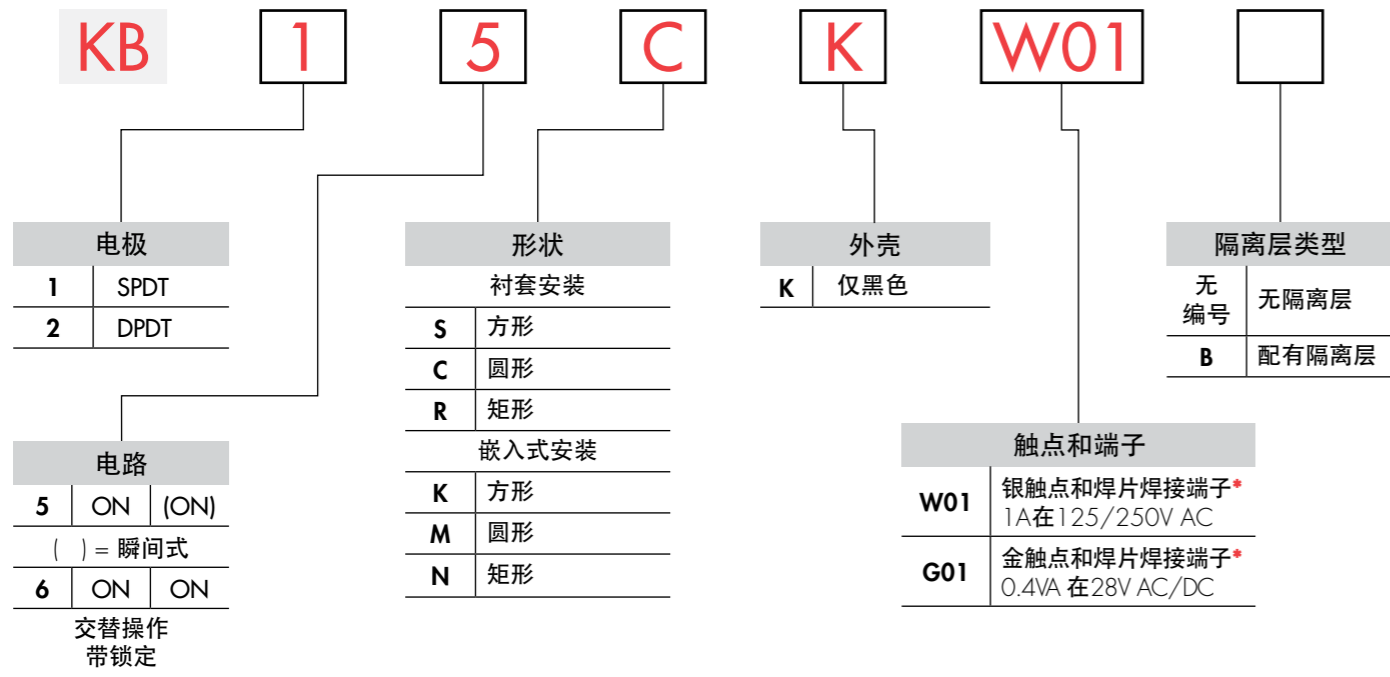 KB 1 5 C K W01
电极
1 SPDT
2 DPDT
电路
5 ON (ON)
( ) = 瞬间式
6 ON ON
交替操作
带锁定
形状
衬套安装
S 方形
C 圆形
R 矩形
嵌入式安装
K 方形
M 圆形
N 矩形
外壳
K 仅黑色
触点和端子
W01 银触点和焊片焊接端子*
1A在125/250V AC
G01 金触点和焊片焊接端子*
0.4VA 在28V AC/DC
隔离层类型
无
编号 无隔离层
B 配有隔离层